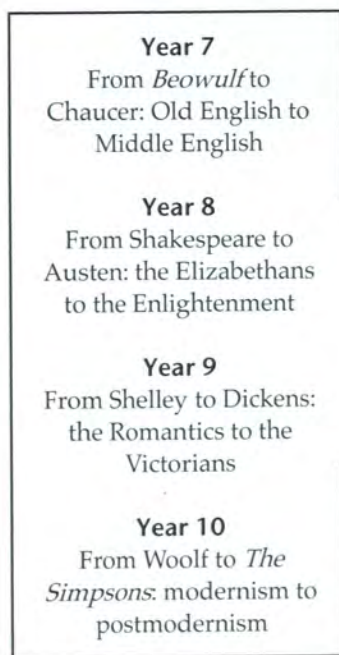 Year 7
From Beowulf to
Chaucer: Old English to
Middle English
Year 8
From Shakespeare to
Austen: the Elizabethans
to the Enlightenment
Year 9
From Shelley to Dickens:
the Romantics to the
Victorians
Year 10
From Woolf to The
Simpsons: modernism to
postmodernism